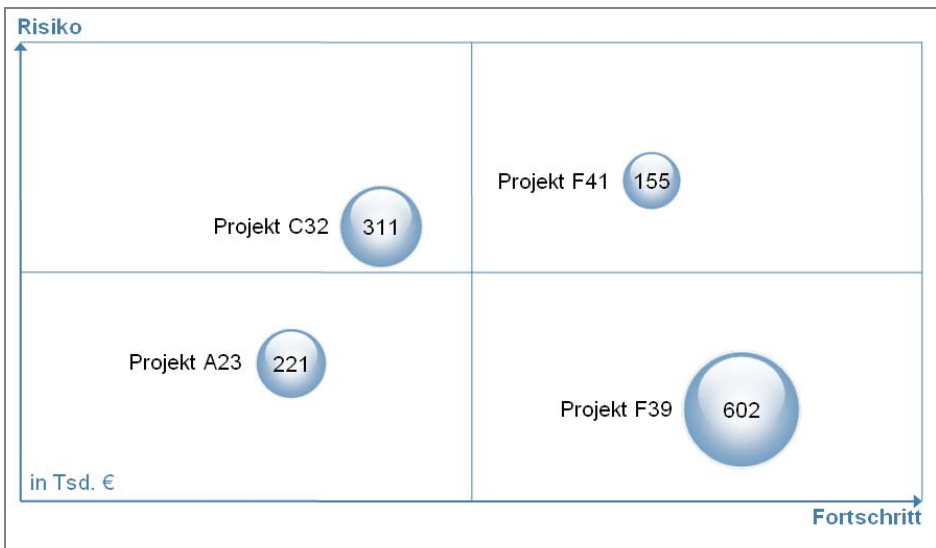 Risiko
Projekt F41 155
Projekt C32 311
Projekt A23 221
Projekt F39 602
in Tsd. €
Fortschritt